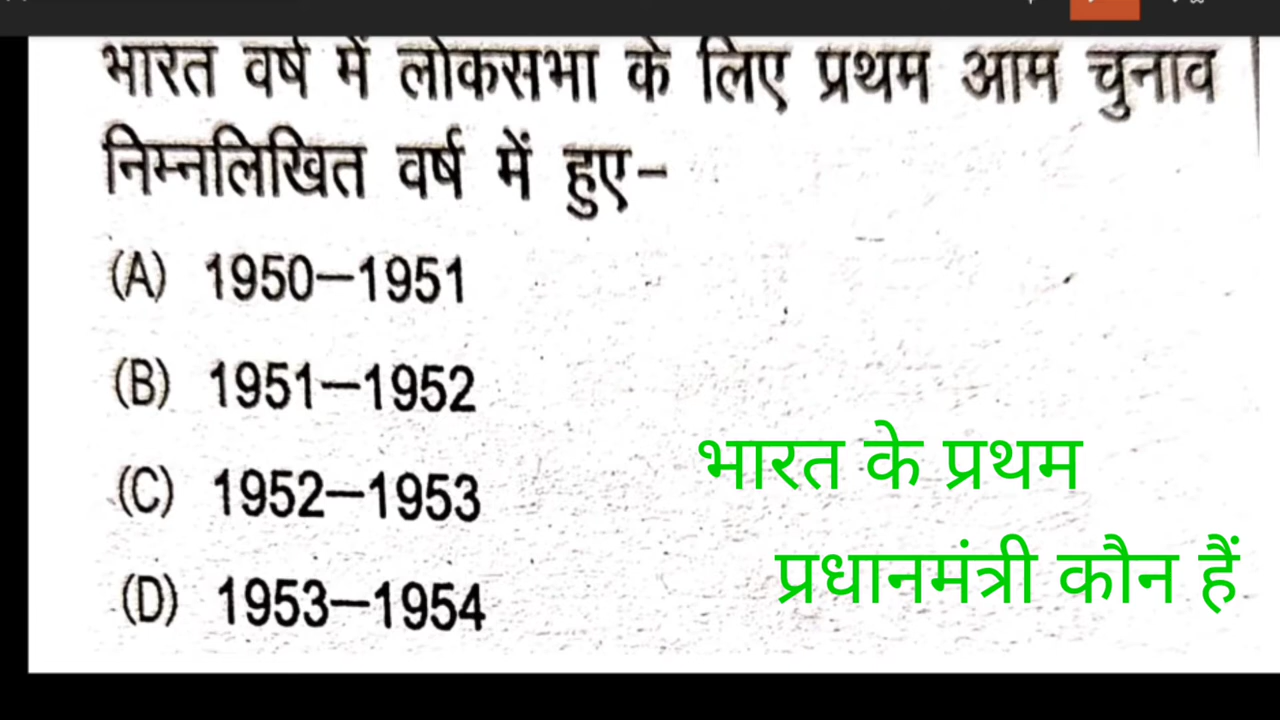 भारत वर्ष में लोकसभा के लिए प्रथम आम चुनाव
निम्नलिखित वर्ष में हुए-
(A) 1950–1951
(B) 1951–1952
(C) 1952–1953
(D) 1953–1954
भारत के प्रथम
प्रधानमंत्री कौन हैं